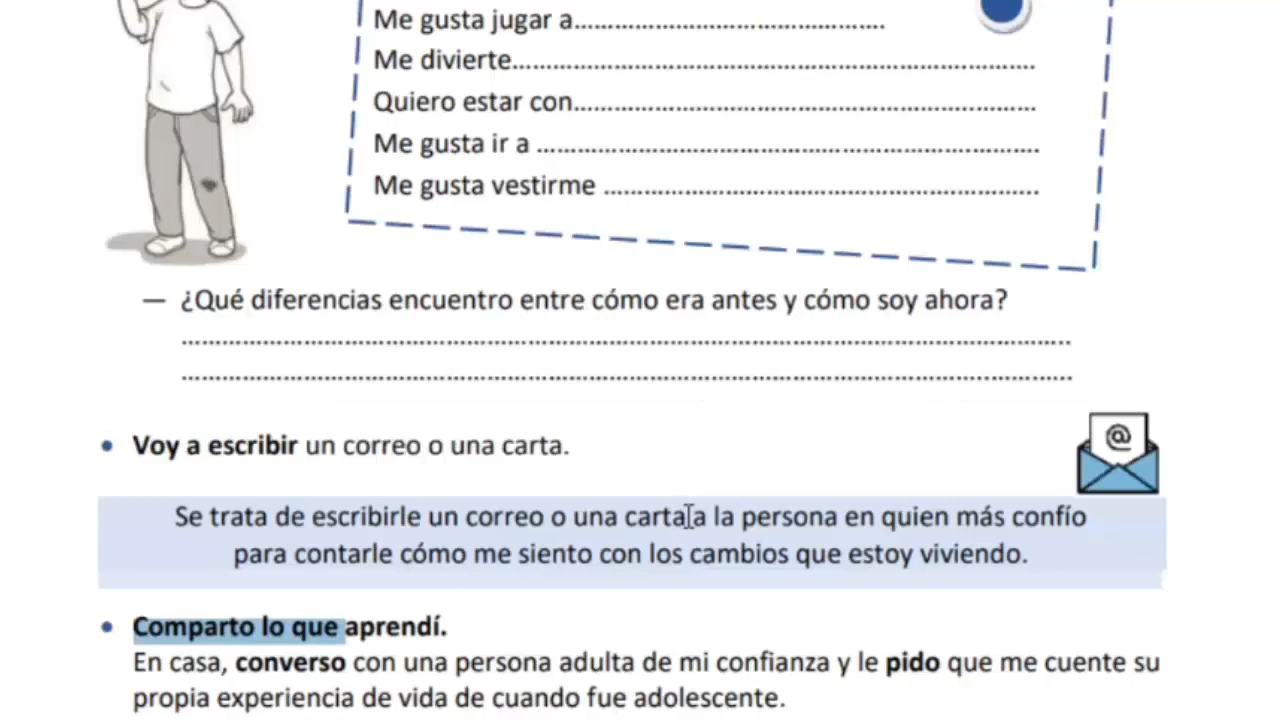 Me gusta jugar a.............................................
Me divierte............................................................................
Quiero estar con...................................................................
Me gusta ir a .........................................................................
Me gusta vestirme ...............................................................
— ¿Qué diferencias encuentro entre cómo era antes y cómo soy ahora?
..................................................................................................................................
..................................................................................................................................
• Voy a escribir un correo o una carta.
@
Se trata de escribirle un correo o una carta a la persona en quien más confío
para contarle cómo me siento con los cambios que estoy viviendo.
• Comparto lo que aprendí.
En casa, converso con una persona adulta de mi confianza y le pido que me cuente su
propia experiencia de vida de cuando fue adolescente.